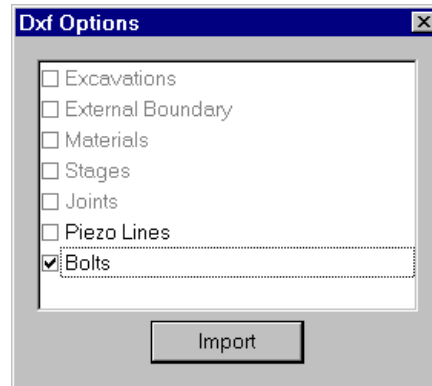 Dxf Options
Excavations
External Boundary
Materials
Stages
Joints
Piezo Lines
Bolts
Import